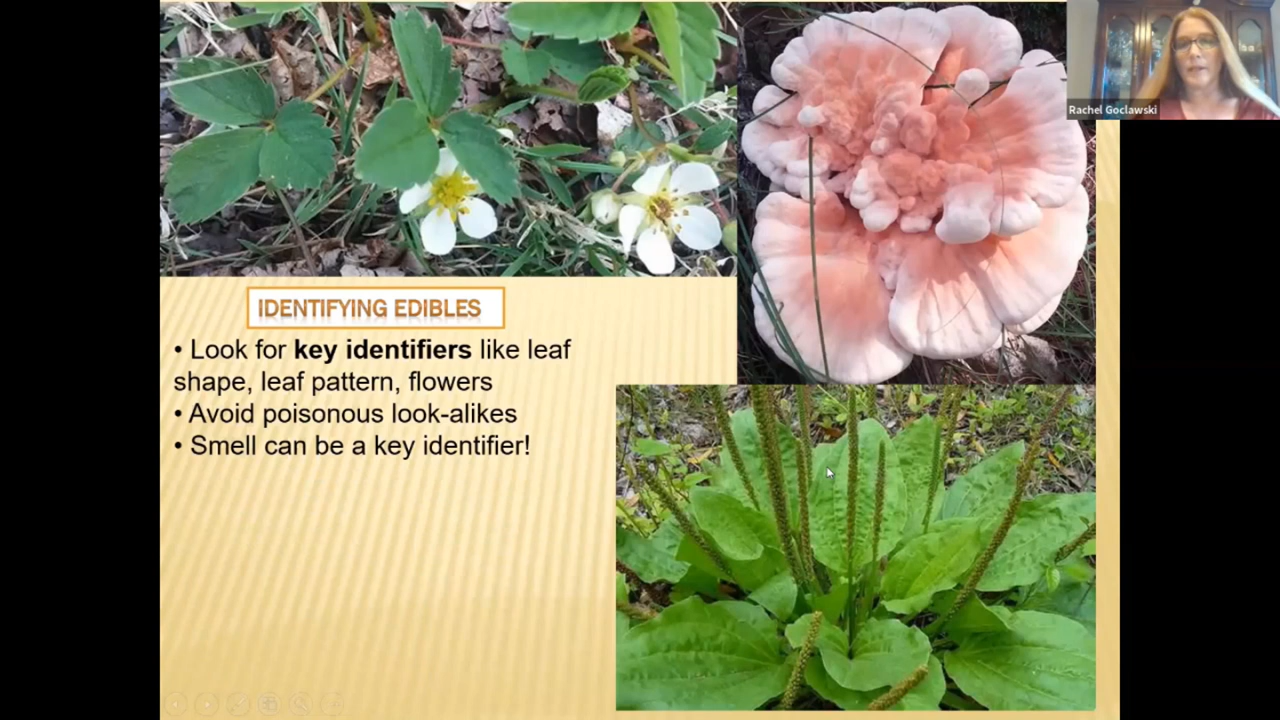 Rachel Goclawski
IDENTIFYING EDIBLES
• Look for key identifiers like leaf
shape, leaf pattern, flowers
• Avoid poisonous look-alikes
• Smell can be a key identifier!